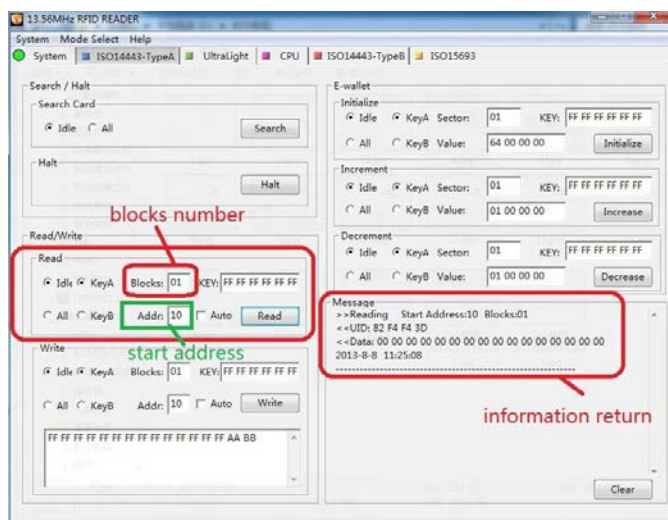 13.56MHz RFID READER
System Mode Select Help
System ISO14443-TypeA UltraLight CPU ISO14443-TypeB ISO15693
Search / Halt
Search Card
Idle All Search
Halt
Halt
blocks number
Read/Write
Read
Idle KeyA Blocks: 01 KEY: FF FF FF FF FF FF
All KeyB Addr: 10 Auto Read
start address
Write
Idle KeyA Blocks: 01 KEY: FF FF FF FF FF FF
All KeyB Addr: 10 Auto Write
FF FF FF FF FF FF FF FF FF FF FF FF FF FF AA BB
E-wallet
Initialize
Idle KeyA Sector: 01 KEY: FF FF FF FF FF FF
All KeyB Value: 64 00 00 00 Initialize
Increment
Idle KeyA Sector: 01 KEY: FF FF FF FF FF FF
All KeyB Value: 01 00 00 00 Increase
Decrement
Idle KeyA Sector: 01 KEY: FF FF FF FF FF FF
All KeyB Value: 01 00 00 00 Decrease
Message
>>Reading Start Address:10 Blocks:01
<<UID: 82 F4 F4 3D
<<Data: 00 00 00 00 00 00 00 00 00 00 00 00 00 00 00 00
2013-8-8 11:25:08
------------------------------------------------------------
information return
Clear